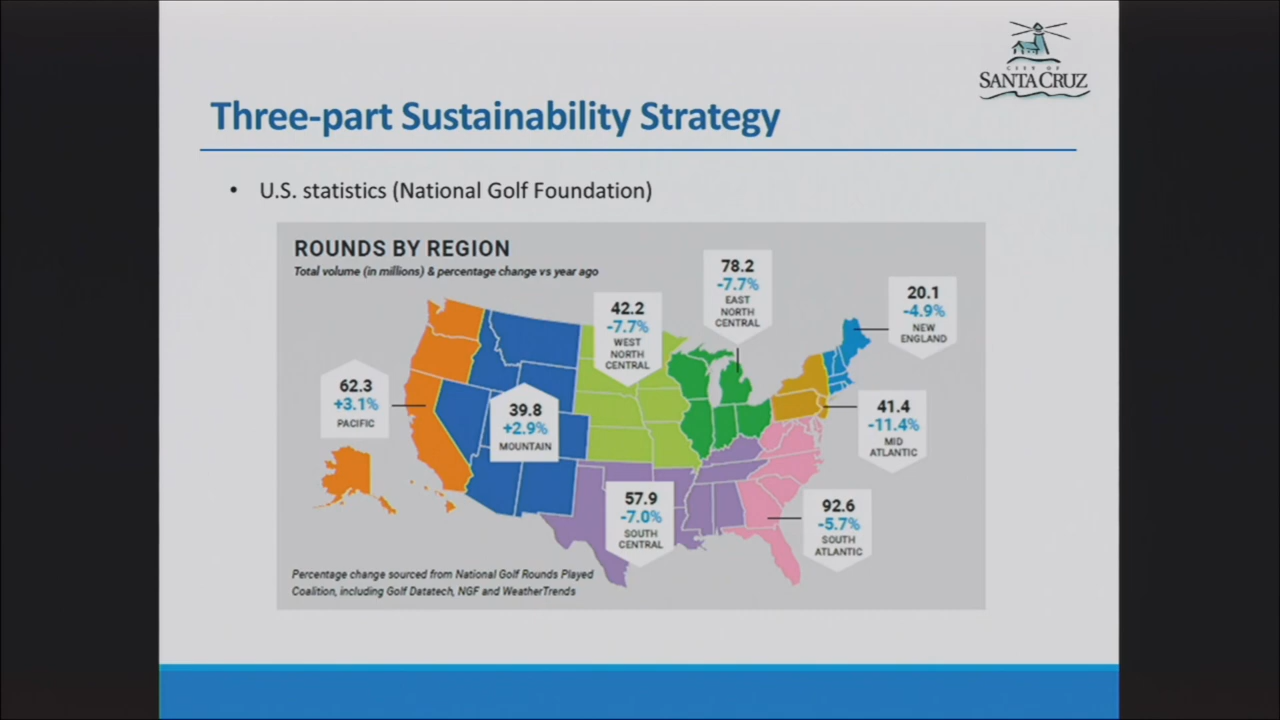 CITY OF
SANTA CRUZ
Three-part Sustainability Strategy
• U.S. statistics (National Golf Foundation)
ROUNDS BY REGION
Total volume (in millions) & percentage change vs year ago
62.3
+3.1%
PACIFIC
39.8
+2.9%
MOUNTAIN
42.2
-7.7%
WEST
NORTH
CENTRAL
78.2
-7.7%
EAST
NORTH
CENTRAL
20.1
-4.9%
NEW
ENGLAND
41.4
-11.4%
MID
ATLANTIC
57.9
-7.0%
SOUTH
CENTRAL
92.6
-5.7%
SOUTH
ATLANTIC
Percentage change sourced from National Golf Rounds Played
Coalition, including Golf Datatech, NGF and WeatherTrends